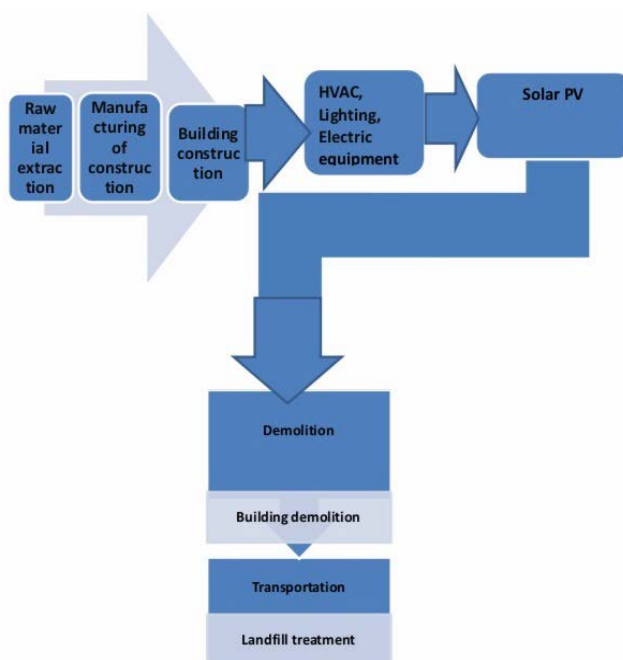 Raw
mater
ial
extrac
tion
Manufa
cturing of
construc
tion
Building
construc
tion
HVAC,
Lighting,
Electric
equipment
Solar PV
Demolition
Building demolition
Transportation
Landfill treatment